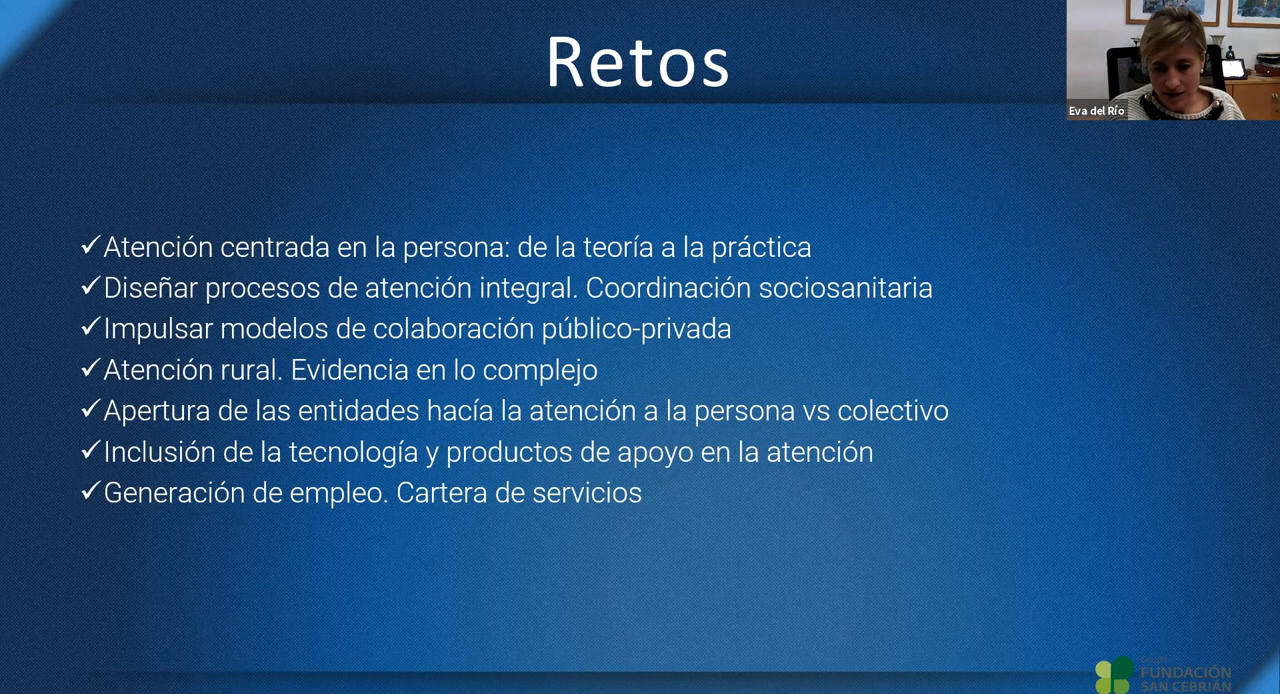 Retos
Eva del Río
✓Atención centrada en la persona: de la teoría a la práctica
✓Diseñar procesos de atención integral. Coordinación sociosanitaria
✓Impulsar modelos de colaboración público-privada
✓Atención rural. Evidencia en lo complejo
✓Apertura de las entidades hacía la atención a la persona vs colectivo
✓Inclusión de la tecnología y productos de apoyo en la atención
✓Generación de empleo. Cartera de servicios
FUNDACIÓN
SAN CEBRIÁN